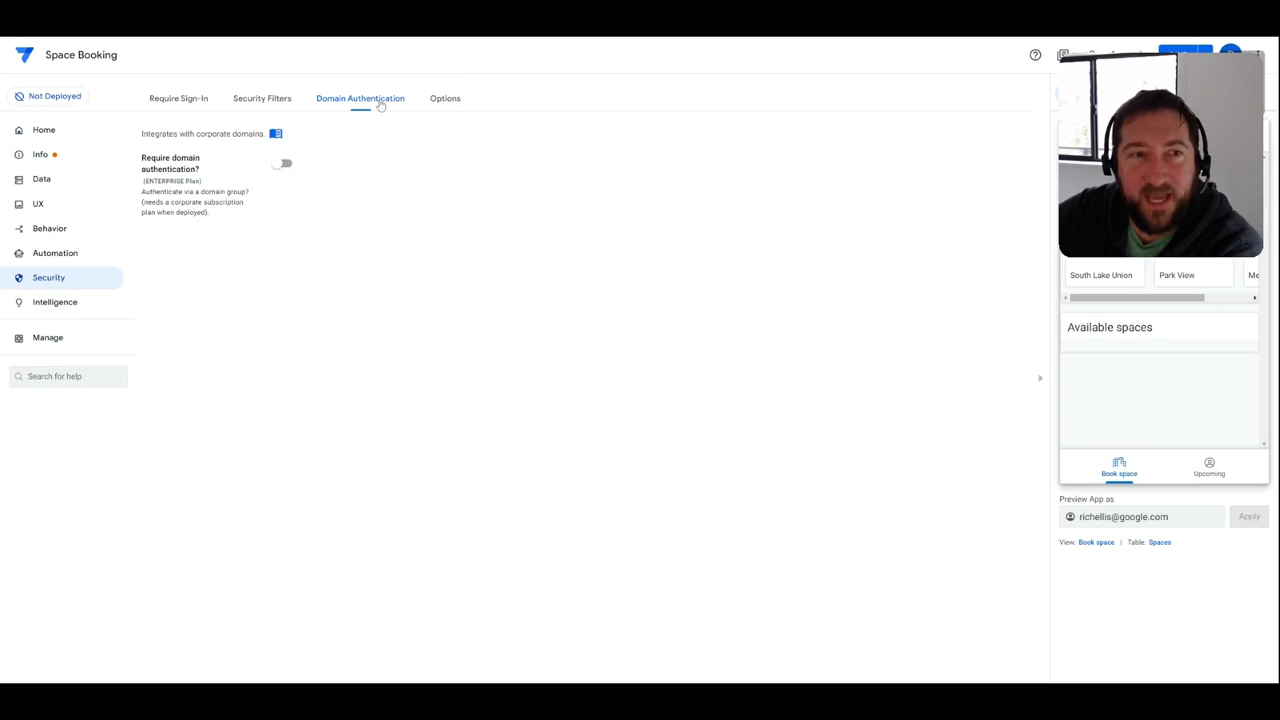 Space Booking
Not Deployed
Home
Info
Data
UX
Behavior
Automation
Security
Intelligence
Manage
Search for help
Require Sign-In
Security Filters
Domain Authentication
Options
Integrates with corporate domains.
Require domain
authentication?
(ENTERPRISE Plan)
Authenticate via a domain group?
(needs a corporate subscription
plan when deployed).
South Lake Union
Park View
Available spaces
Book space
Upcoming
Preview App as
richellis@google.com
Apply
View: Book space | Table: Spaces